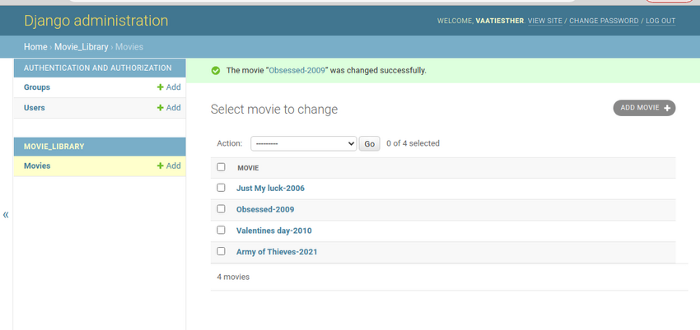 Django administration
WELCOME, VAATIESTHER. VIEW SITE / CHANGE PASSWORD / LOG OUT
Home › Movie_Library › Movies
AUTHENTICATION AND AUTHORIZATION
Groups + Add
Users + Add
MOVIE_LIBRARY
Movies + Add
«
The movie “Obsessed-2009” was changed successfully.
Select movie to change
ADD MOVIE +
Action: --------- Go 0 of 4 selected
MOVIE
Just My luck-2006
Obsessed-2009
Valentines day-2010
Army of Thieves-2021
4 movies